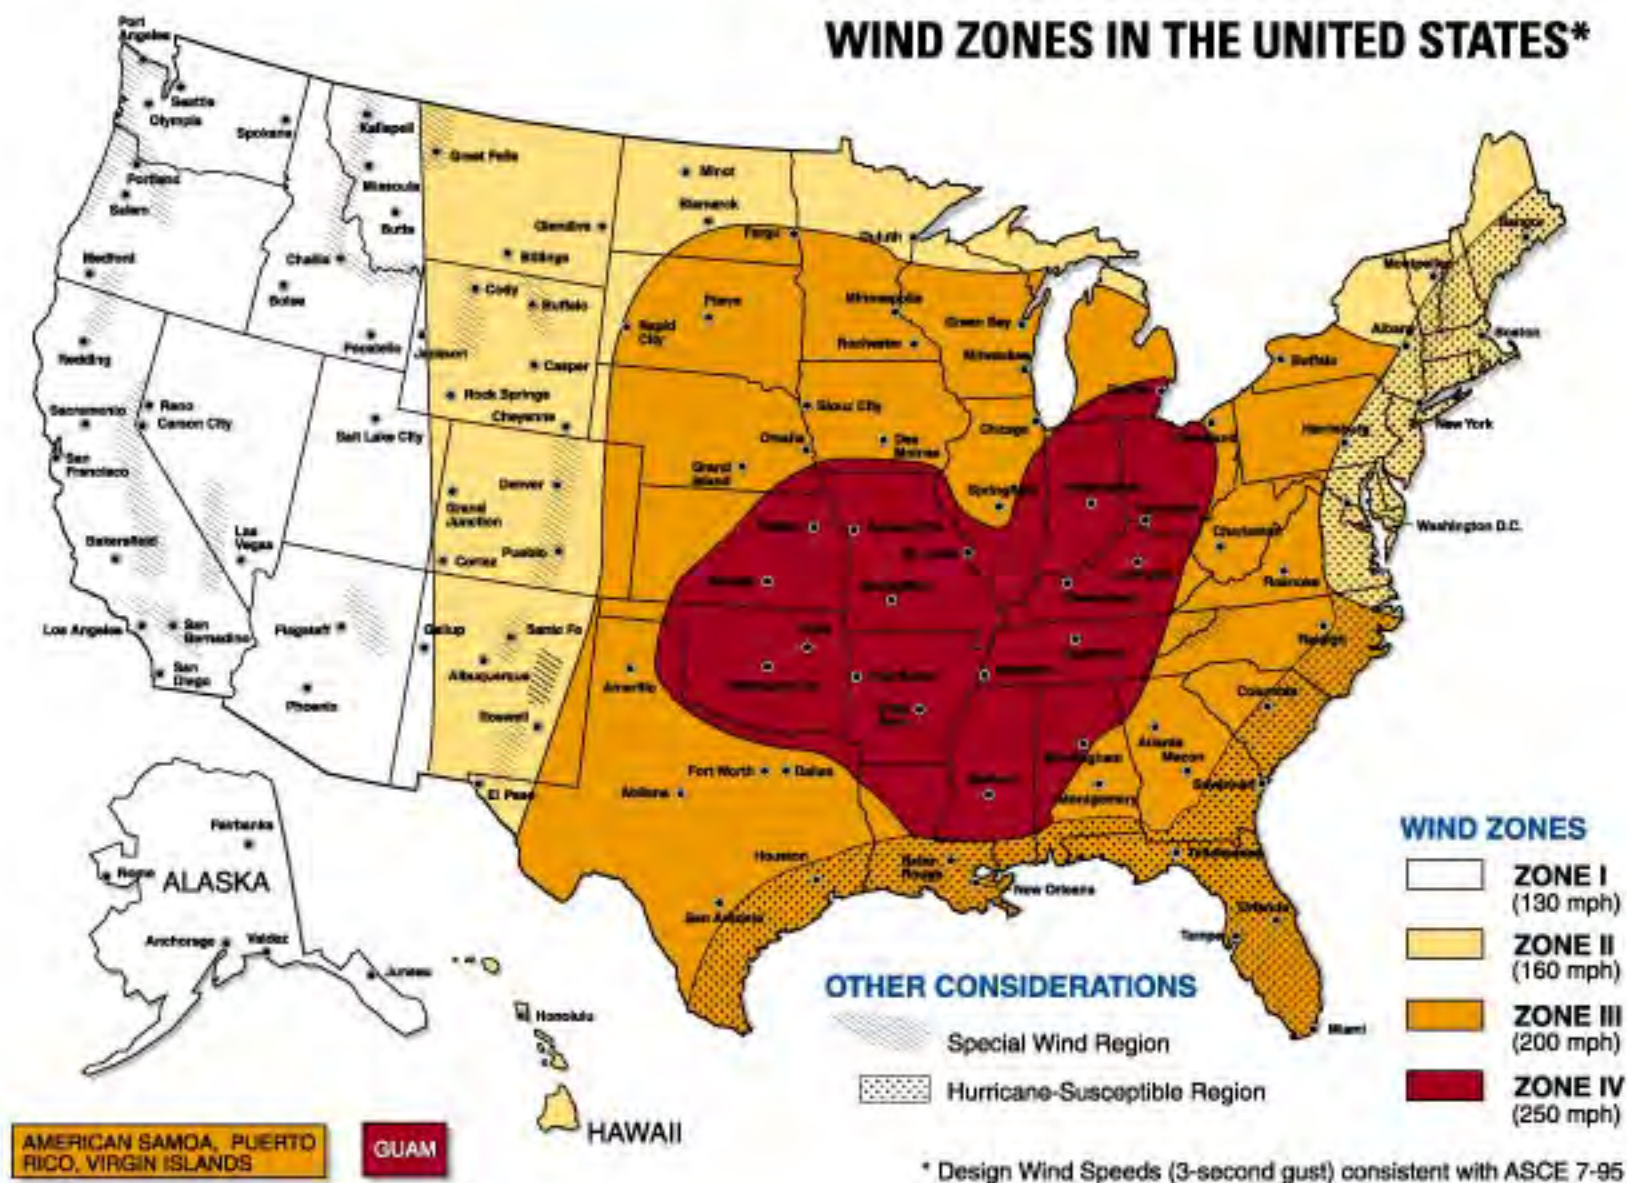 WIND ZONES IN THE UNITED STATES*
Port
Angeles
Seattle
Olympia
Spokane
Kalispell
Great Falls
Minot
Portland
Missoula
Salem
Bismarck
Butte
Glendive
Fargo
Duluth
Bangor
Medford
Challis
Billings
Montpelier
Boise
Cody
Buffalo
Pierre
Minneapolis
Green Bay
Rapid
City
Albany
Boston
Redding
Pocatello
Jackson
Rochester
Milwaukee
Buffalo
Casper
Rock Springs
Sacramento
Reno
Carson City
Cheyenne
Sioux City
Chicago
New York
Salt Lake City
Omaha
Des
Moines
Harrisburg
San
Francisco
Grand
Island
Denver
Springfield
Grand
Junction
Charleston
Washington D.C.
Bakersfield
Las
Vegas
Cortez
Pueblo
Roanoke
Los Angeles
San
Bernadino
Flagstaff
Gallup
Santa Fe
Raleigh
San
Diego
Albuquerque
Amarillo
Phoenix
Roswell
Columbia
Atlanta
Macon
Birmingham
Fort Worth
Dallas
El Paso
Abilene
Montgomery
Savannah
Fairbanks
Houston
Tallahassee
Baton
Rouge
New Orleans
Nome
ALASKA
San Antonio
Orlando
Tampa
Anchorage
Valdez
Juneau
Honolulu
Miami
HAWAII
WIND ZONES
ZONE I
(130 mph)
ZONE II
(160 mph)
ZONE III
(200 mph)
ZONE IV
(250 mph)
OTHER CONSIDERATIONS
Special Wind Region
Hurricane-Susceptible Region
AMERICAN SAMOA, PUERTO
RICO, VIRGIN ISLANDS
GUAM
* Design Wind Speeds (3-second gust) consistent with ASCE 7-95